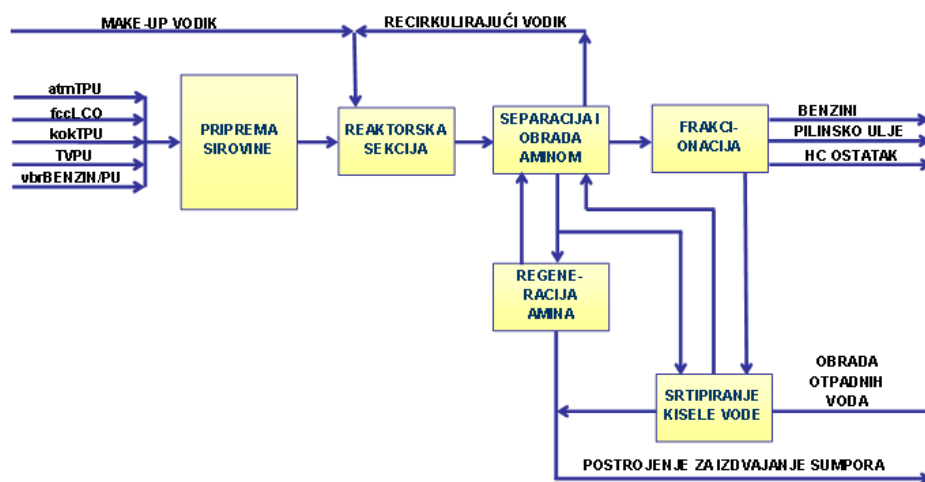 MAKE-UP VODIK
RECIRKULIRAJUĆI VODIK
atmTPU
fccLCO
kokTPU
TVPU
vbrBENZIN/PU
PRIPREMA
SIROVINE
REAKTORSKA
SEKCIJA
SEPARACIJA I
OBRADA
AMINOM
FRAKCI-
ONACIJA
BENZINI
PILINSKO ULJE
HC OSTATAK
REGENE-
RACIJA
AMINA
SRTIPIRANJE
KISELE VODE
OBRADA
OTPADNIH
VODA
POSTROJENJE ZA IZDVAJANJE SUMPORA